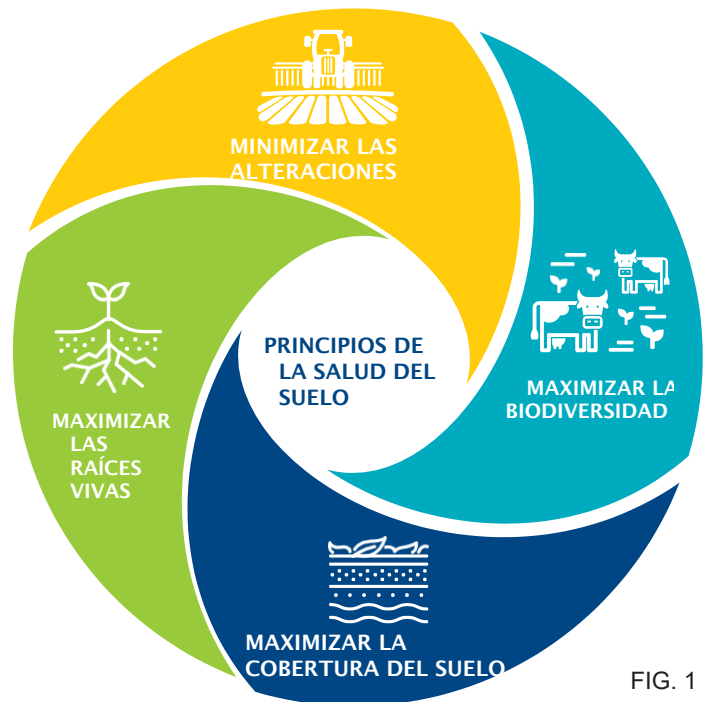 MINIMIZAR LAS
ALTERACIONES
MAXIMIZAR LA
BIODIVERSIDAD
PRINCIPIOS DE
LA SALUD DEL
SUELO
MAXIMIZAR
LAS
RAÍCES
VIVAS
MAXIMIZAR LA
COBERTURA DEL SUELO
FIG. 1